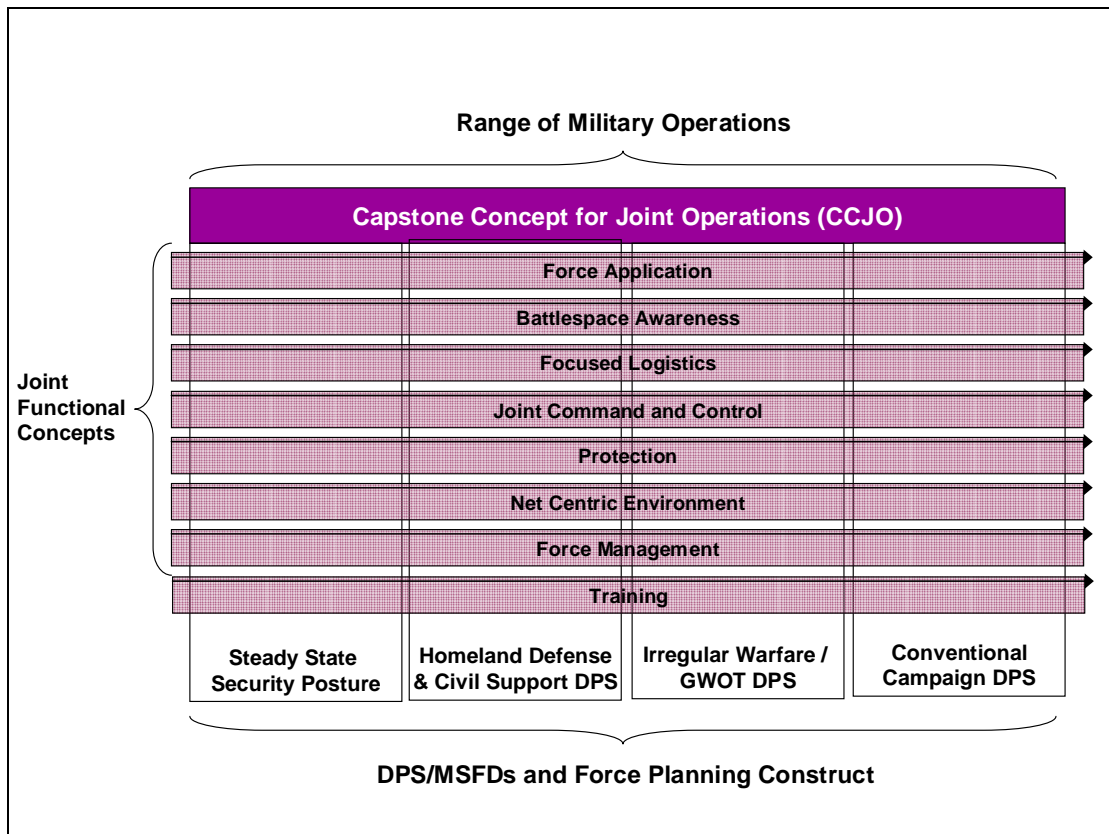 Range of Military Operations
Capstone Concept for Joint Operations (CCJO)
Force Application
Battlespace Awareness
Focused Logistics
Joint
Functional
Concepts
Joint Command and Control
Protection
Net Centric Environment
Force Management
Training
Steady State
Security Posture
Homeland Defense
& Civil Support DPS
Irregular Warfare /
GWOT DPS
Conventional
Campaign DPS
DPS/MSFDs and Force Planning Construct